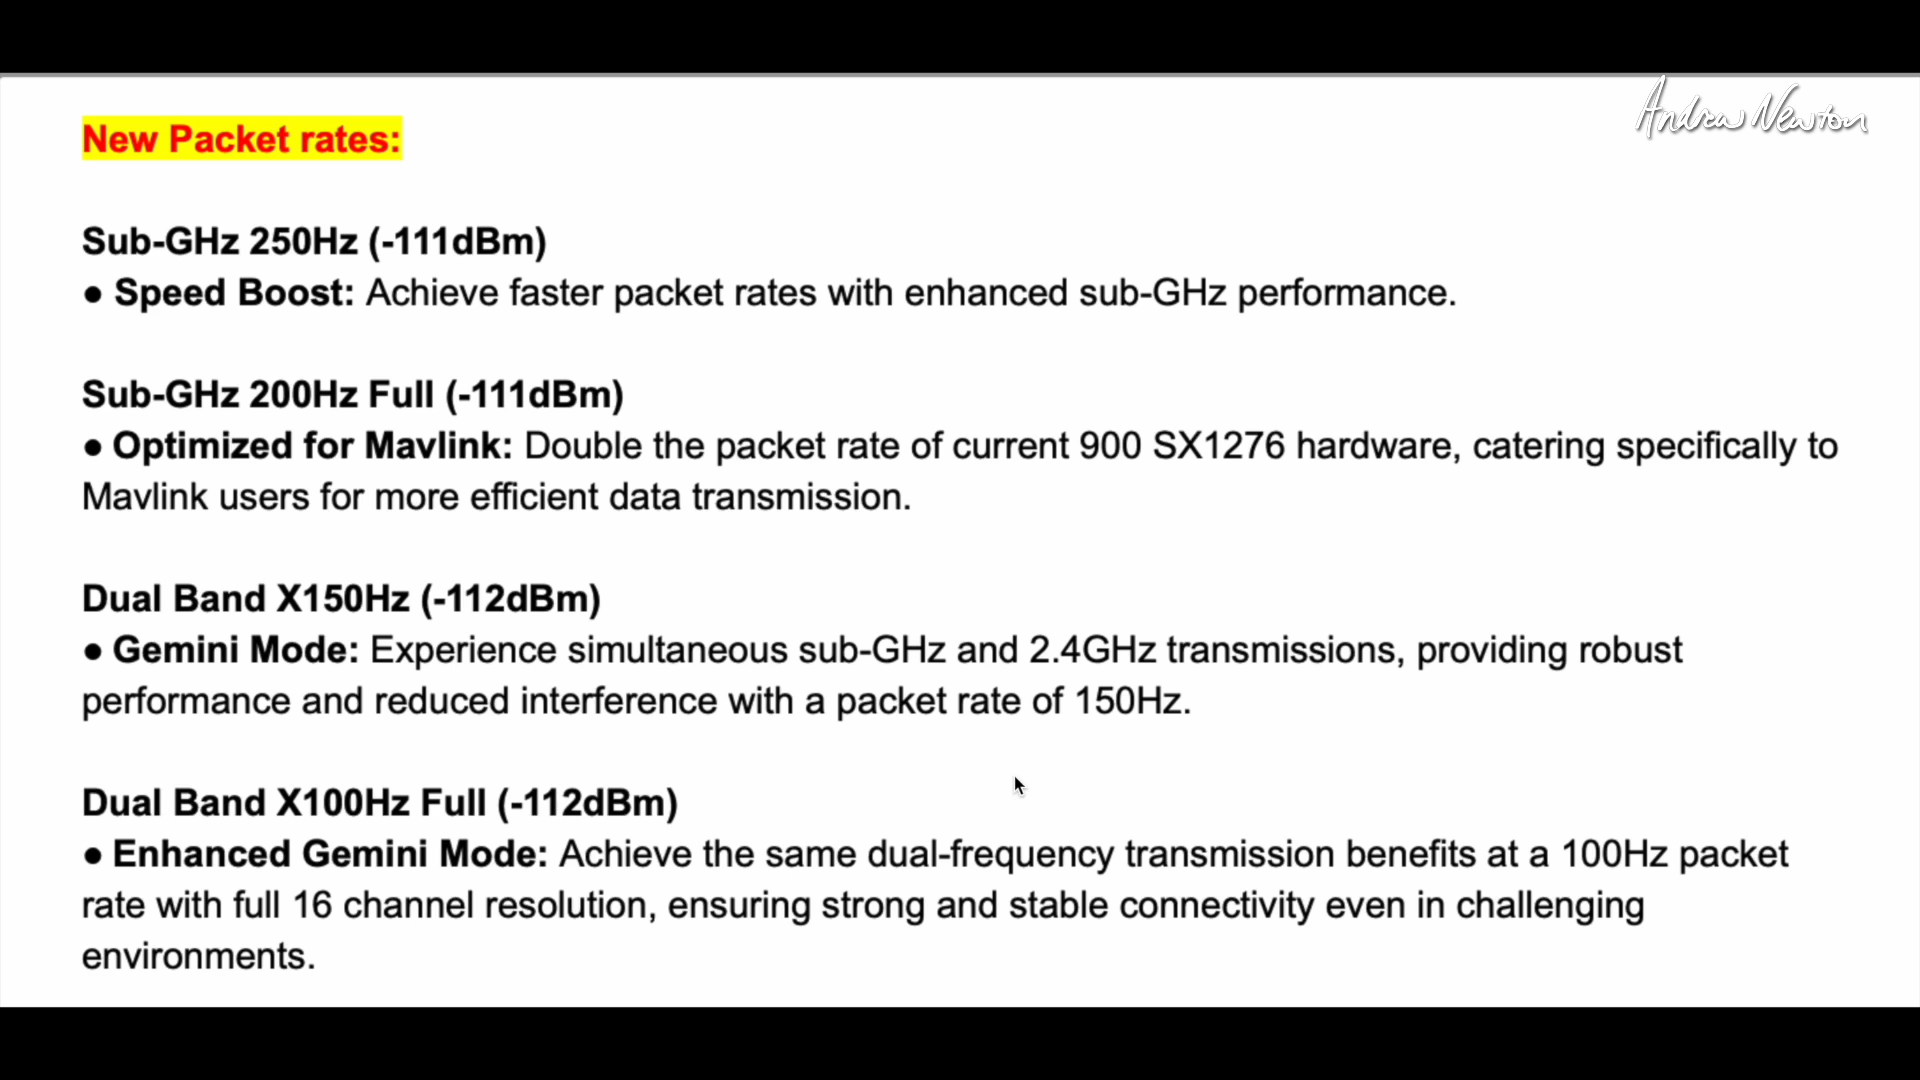 Andrew Newton
New Packet rates:
Sub-GHz 250Hz (-111dBm)
● Speed Boost: Achieve faster packet rates with enhanced sub-GHz performance.
Sub-GHz 200Hz Full (-111dBm)
● Optimized for Mavlink: Double the packet rate of current 900 SX1276 hardware, catering specifically to
Mavlink users for more efficient data transmission.
Dual Band X150Hz (-112dBm)
● Gemini Mode: Experience simultaneous sub-GHz and 2.4GHz transmissions, providing robust
performance and reduced interference with a packet rate of 150Hz.
Dual Band X100Hz Full (-112dBm)
● Enhanced Gemini Mode: Achieve the same dual-frequency transmission benefits at a 100Hz packet
rate with full 16 channel resolution, ensuring strong and stable connectivity even in challenging
environments.